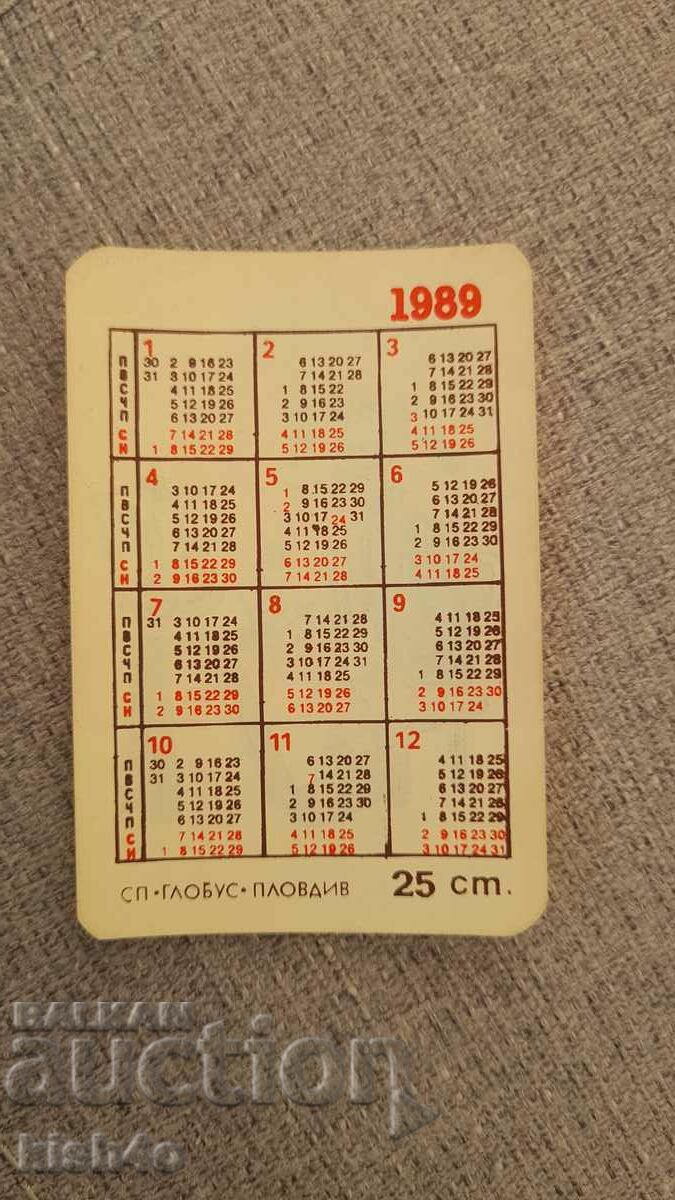 1989
1 2 3
П 30 2 9 16 23 6 13 20 27 6 13 20 27
В 31 3 10 17 24 7 14 21 28 7 14 21 28
С 4 11 18 25 1 8 15 22 1 8 15 22 29
Ч 5 12 19 26 2 9 16 23 2 9 16 23 30
П 6 13 20 27 3 10 17 24 3 10 17 24 31
С 7 14 21 28 4 11 18 25 4 11 18 25
Н 1 8 15 22 29 5 12 19 26 5 12 19 26
4 5 6
П 3 10 17 24 1 8 15 22 29 5 12 19 26
В 4 11 18 25 2 9 16 23 30 6 13 20 27
С 5 12 19 26 3 10 17 24 31 7 14 21 28
Ч 6 13 20 27 4 11 18 25 1 8 15 22 29
П 7 14 21 28 5 12 19 26 2 9 16 23 30
С 1 8 15 22 29 6 13 20 27 3 10 17 24
Н 2 9 16 23 30 7 14 21 28 4 11 18 25
7 8 9
П 31 3 10 17 24 7 14 21 28 4 11 18 25
В 4 11 18 25 1 8 15 22 29 5 12 19 26
С 5 12 19 26 2 9 16 23 30 6 13 20 27
Ч 6 13 20 27 3 10 17 24 31 7 14 21 28
П 7 14 21 28 4 11 18 25 1 8 15 22 29
С 1 8 15 22 29 5 12 19 26 2 9 16 23 30
Н 2 9 16 23 30 6 13 20 27 3 10 17 24
10 11 12
П 30 2 9 16 23 6 13 20 27 4 11 18 25
В 31 3 10 17 24 7 14 21 28 5 12 19 26
С 4 11 18 25 1 8 15 22 29 6 13 20 27
Ч 5 12 19 26 2 9 16 23 30 7 14 21 28
П 6 13 20 27 3 10 17 24 1 8 15 22 29
С 7 14 21 28 4 11 18 25 2 9 16 23 30
Н 1 8 15 22 29 5 12 19 26 3 10 17 24 31
СП•ГЛОБУС•ПЛОВДИВ 25 ст.
BALKAN
auction
kish4o